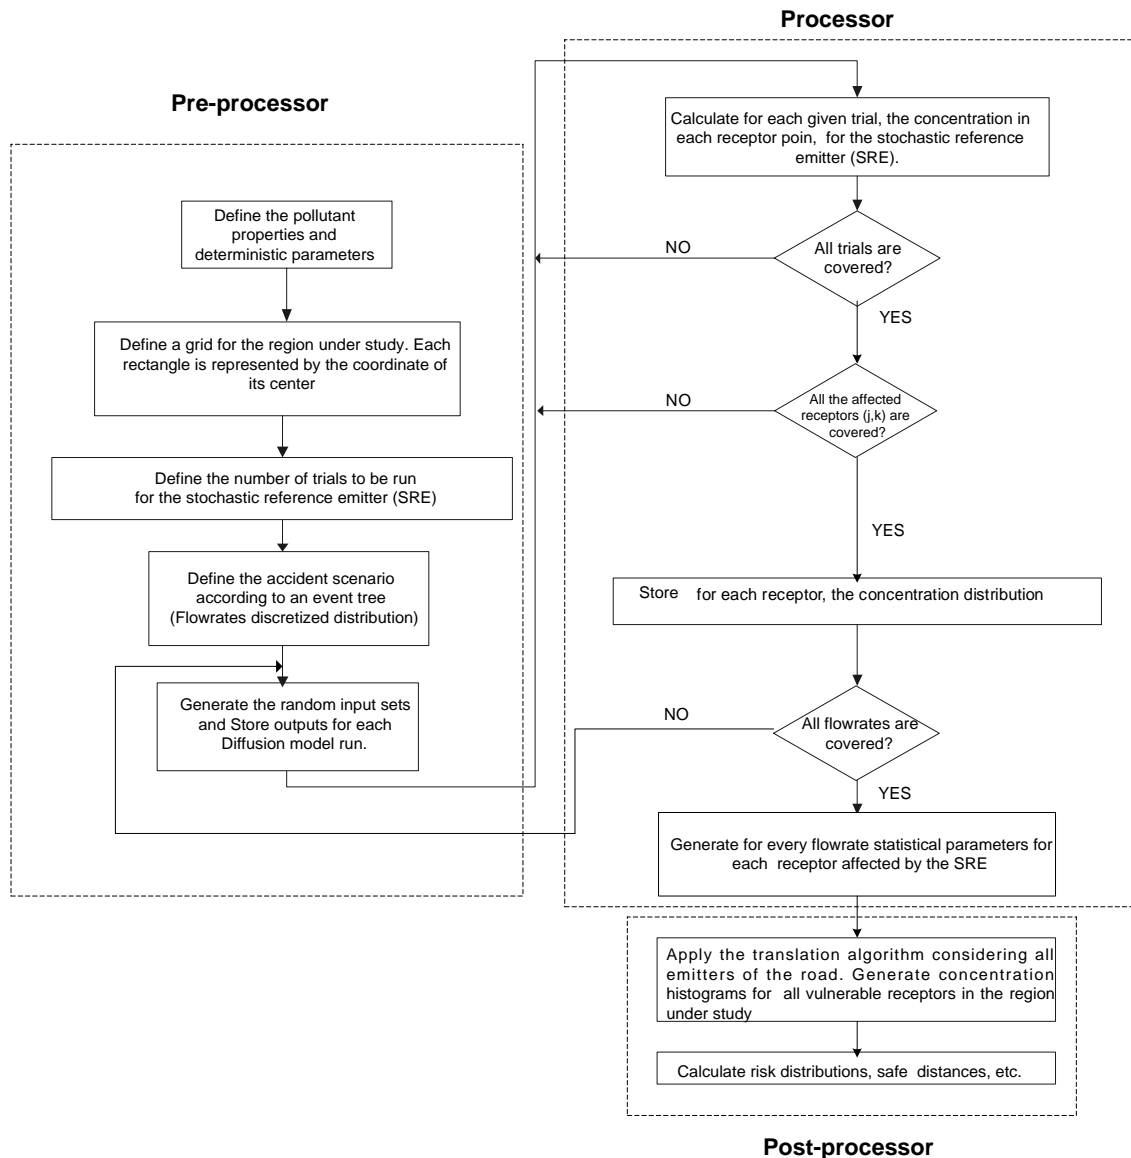 Processor
Pre-processor
Define the pollutant
properties and
deterministic parameters
Define a grid for the region under study. Each
rectangle is represented by the coordinate of
its center
Define the number of trials to be run
for the stochastic reference emitter (SRE)
Define the accident scenario
according to an event tree
(Flowrates discretized distribution)
Generate the random input sets
and Store outputs for each
Diffusion model run.
Calculate for each given trial, the concentration in
each receptor poin, for the stochastic reference
emitter (SRE).
All trials are
covered?
NO
YES
All the affected
receptors (j,k) are
covered?
NO
YES
Store for each receptor, the concentration distribution
All flowrates are
covered?
NO
YES
Generate for every flowrate statistical parameters for
each receptor affected by the SRE
Apply the translation algorithm considering all
emitters of the road. Generate concentration
histograms for all vulnerable receptors in the region
under study
Calculate risk distributions, safe distances, etc.
Post-processor